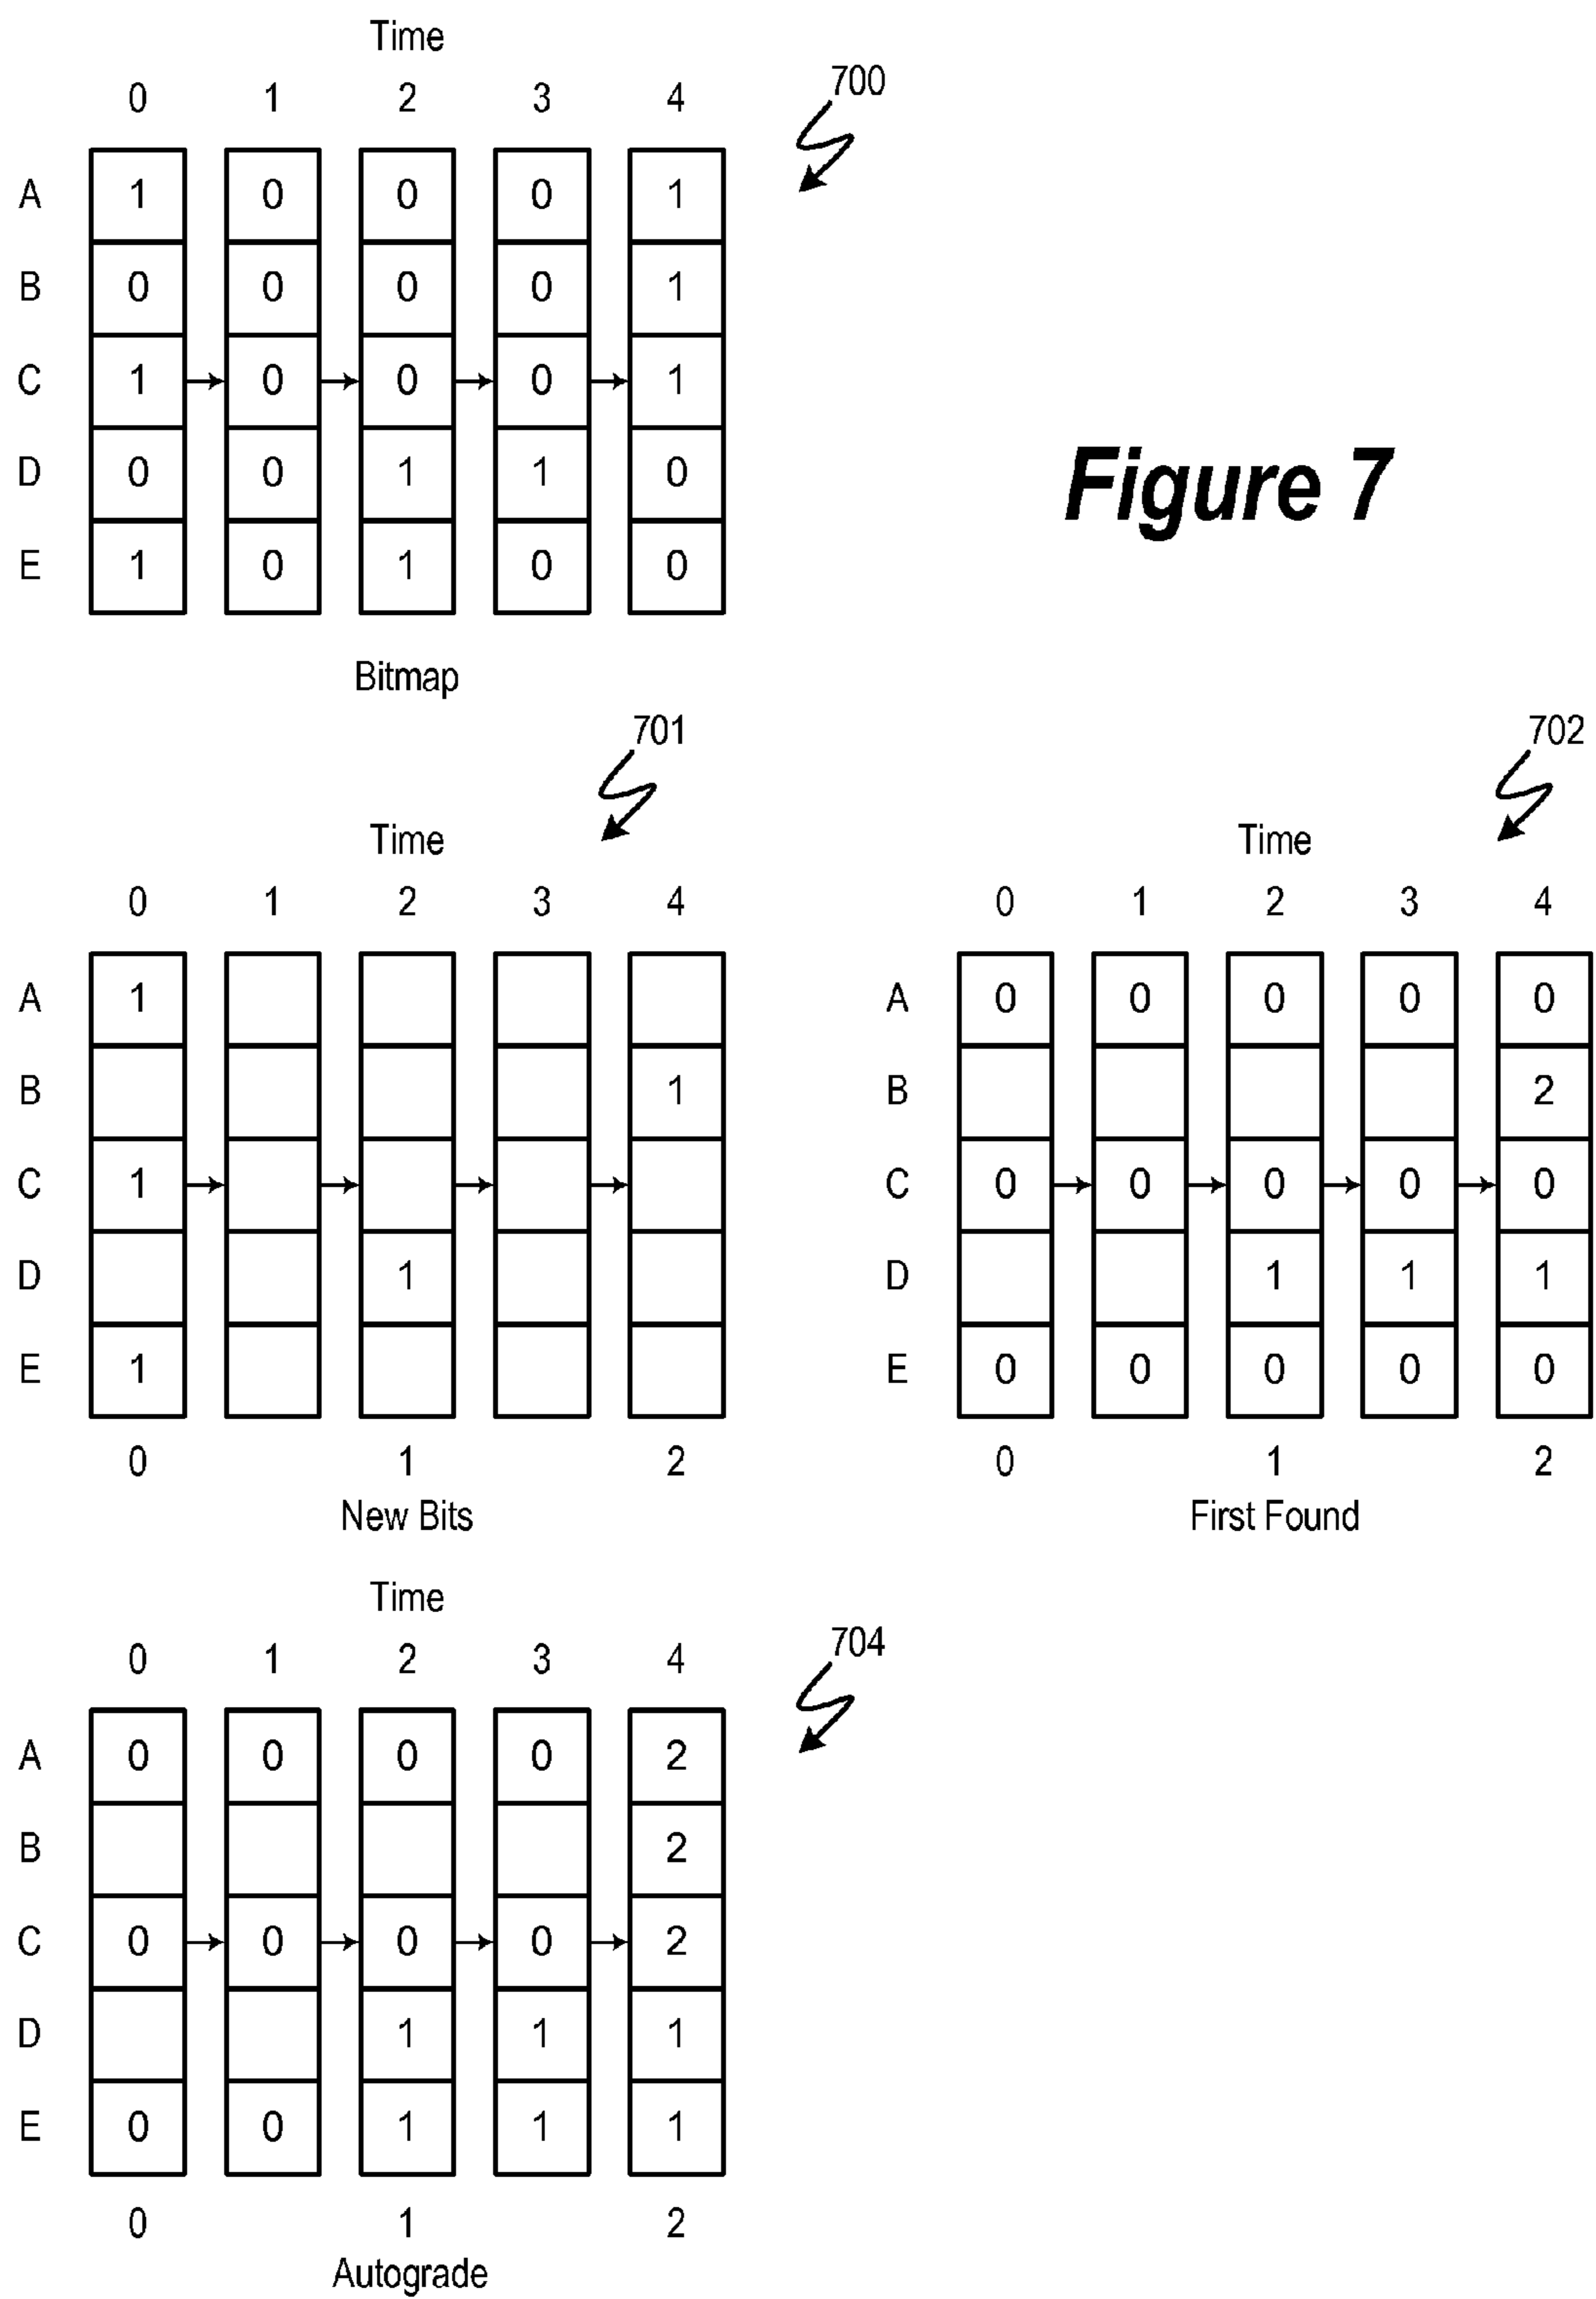 Time
700
0 1 2 3 4
A 1 0 0 0 1
B 0 0 0 0 1
C 1 0 0 0 1
D 0 0 1 1 0
E 1 0 1 0 0
Bitmap
Figure 7
701
Time
0 1 2 3 4
A 1
B 1
C 1
D 1
E 1
0 1 2
New Bits
702
Time
0 1 2 3 4
A 0 0 0 0 0
B 2
C 0 0 0 0 0
D 1 1 1
E 0 0 0 0 0
0 1 2
First Found
Time
704
0 1 2 3 4
A 0 0 0 0 2
B 2
C 0 0 0 0 2
D 1 1 1
E 0 0 1 1 1
0 1 2
Autograde